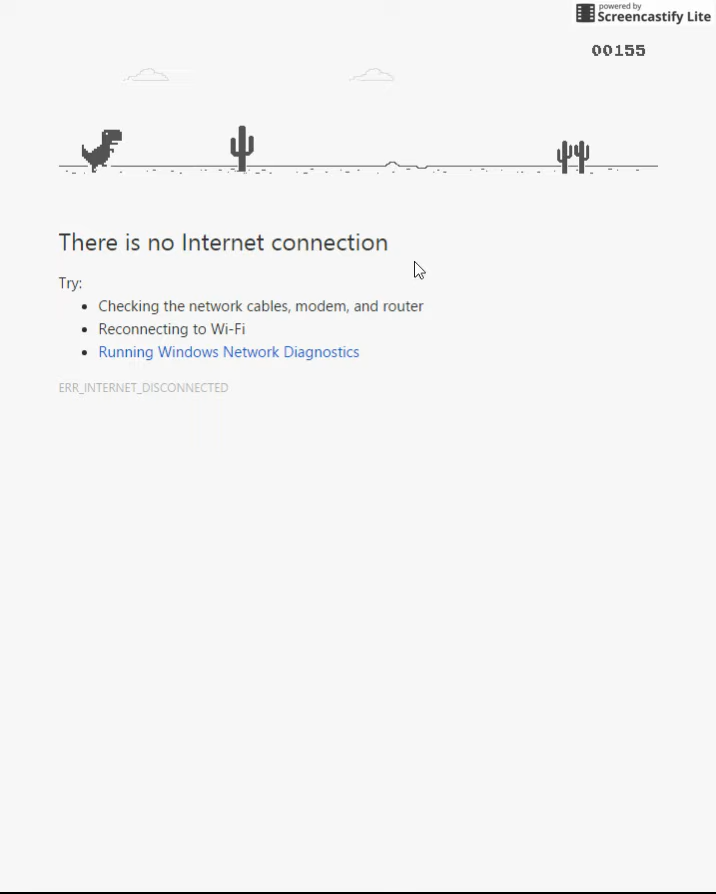 powered by
Screencastify Lite
00155
There is no Internet connection
Try:
Checking the network cables, modem, and router
Reconnecting to Wi-Fi
Running Windows Network Diagnostics
ERR_INTERNET_DISCONNECTED